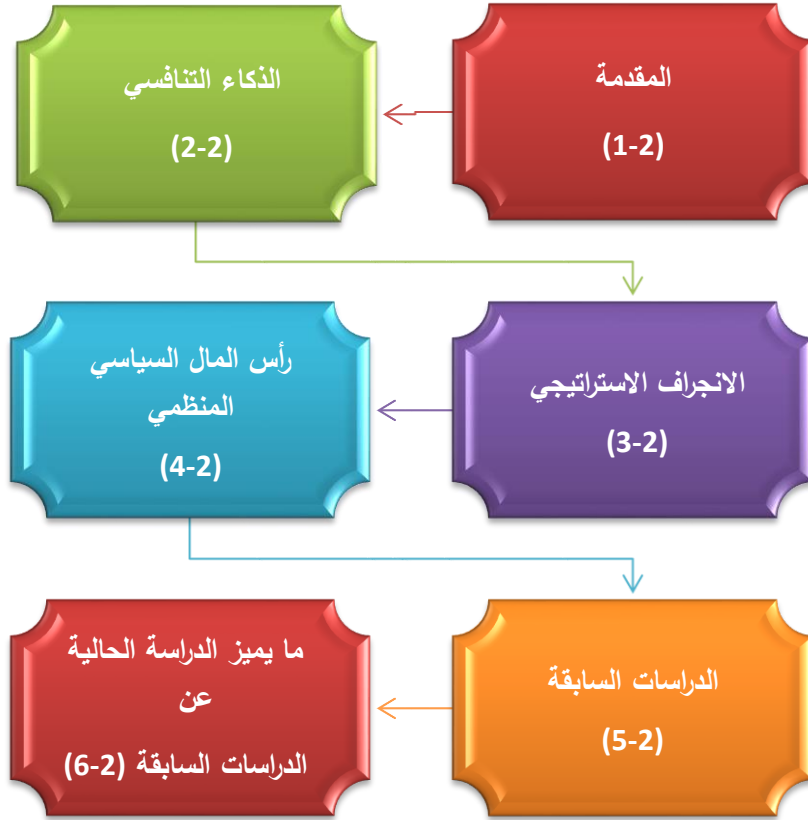 المقدمة
(1-2)
الذكاء التنافسي
(2-2)
الانجراف الاستراتيجي
(3-2)
رأس المال السياسي
المنظمي
(4-2)
الدراسات السابقة
(5-2)
ما يميز الدراسة الحالية
عن
الدراسات السابقة (6-2)